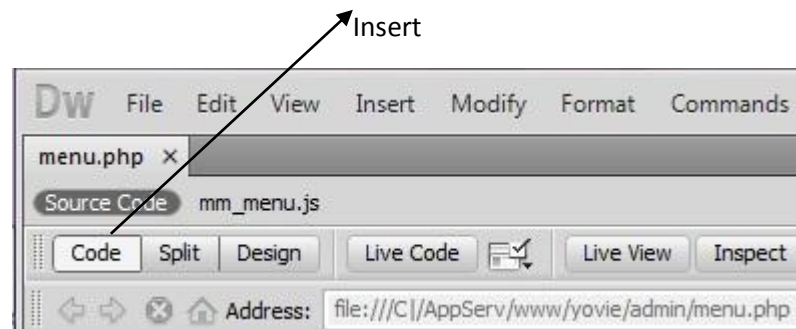 Insert
Dw File Edit View Insert Modify Format Commands
menu.php ×
Source Code mm_menu.js
Code Split Design Live Code Live View Inspect
Address: file:///C|/AppServ/www/yovie/admin/menu.php